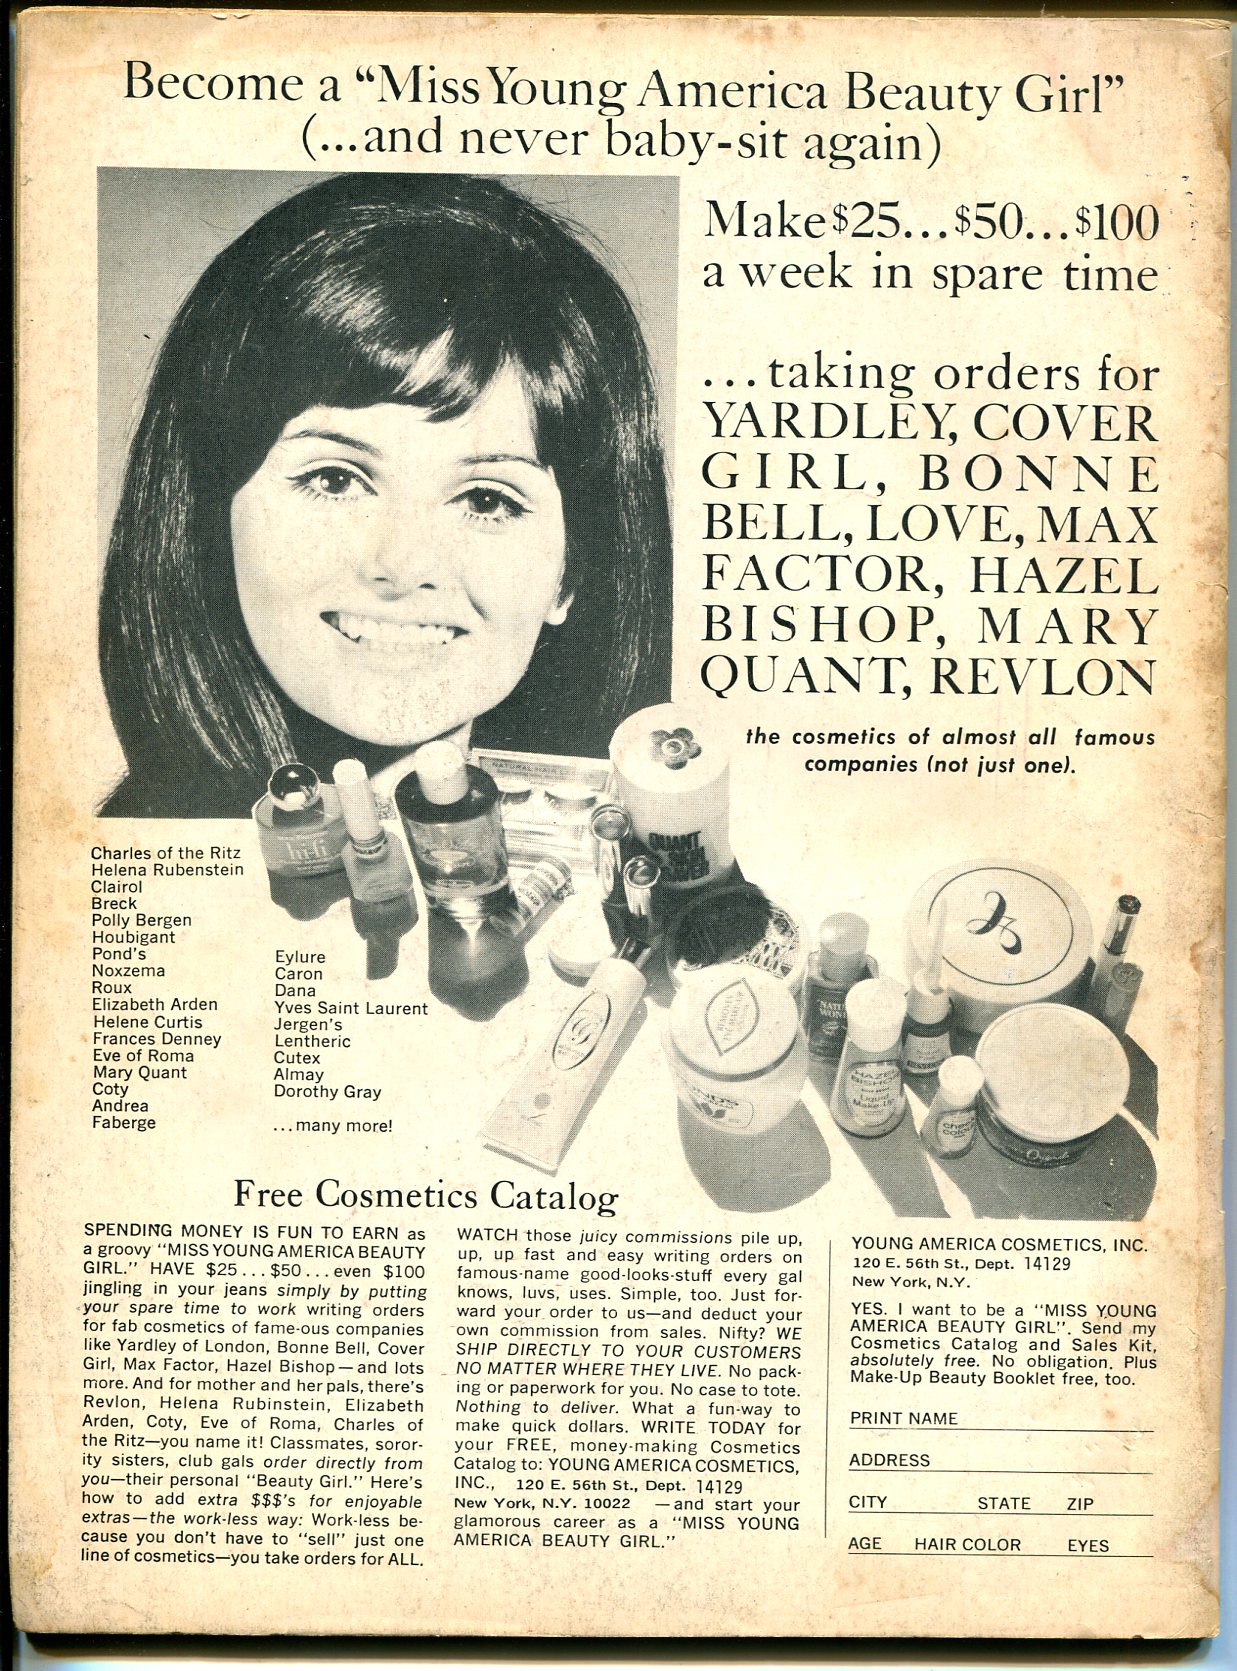 Become a “Miss Young America Beauty Girl”
(...and never baby-sit again)
Make $25...$50...$100
a week in spare time
...taking orders for
YARDLEY, COVER
GIRL, BONNE
BELL, LOVE, MAX
FACTOR, HAZEL
BISHOP, MARY
QUANT, REVLON
the cosmetics of almost all famous
companies (not just one).
NATURAL HAIR
hi-fi
QUANT
SKIN
SAVER
HAZEL
BISHOP
Liquid
Make-Up
Charles of the Ritz
Helena Rubenstein
Clairol
Breck
Polly Bergen
Houbigant
Pond's
Noxzema
Roux
Elizabeth Arden
Helene Curtis
Frances Denney
Eve of Roma
Mary Quant
Coty
Andrea
Faberge
Eylure
Caron
Dana
Yves Saint Laurent
Jergen's
Lentheric
Cutex
Almay
Dorothy Gray
...many more!
Free Cosmetics Catalog
SPENDING MONEY IS FUN TO EARN as
a groovy “MISS YOUNG AMERICA BEAUTY
GIRL.” HAVE $25...$50...even $100
jingling in your jeans simply by putting
your spare time to work writing orders
for fab cosmetics of fame-ous companies
like Yardley of London, Bonne Bell, Cover
Girl, Max Factor, Hazel Bishop—and lots
more. And for mother and her pals, there's
Revlon, Helena Rubinstein, Elizabeth
Arden, Coty, Eve of Roma, Charles of
the Ritz—you name it! Classmates, soror-
ity sisters, club gals order directly from
you—their personal “Beauty Girl.” Here's
how to add extra $$$'s for enjoyable
extras—the work-less way: Work-less be-
cause you don't have to “sell” just one
line of cosmetics—you take orders for ALL.
WATCH those juicy commissions pile up,
up, up fast and easy writing orders on
famous-name good-looks-stuff every gal
knows, luvs, uses. Simple, too. Just for-
ward your order to us—and deduct your
own commission from sales. Nifty? WE
SHIP DIRECTLY TO YOUR CUSTOMERS
NO MATTER WHERE THEY LIVE. No pack-
ing or paperwork for you. No case to tote.
Nothing to deliver. What a fun-way to
make quick dollars. WRITE TODAY for
your FREE, money-making Cosmetics
Catalog to: YOUNG AMERICA COSMETICS,
INC., 120 E. 56th St., Dept. 14129
New York, N.Y. 10022 —and start your
glamorous career as a “MISS YOUNG
AMERICA BEAUTY GIRL.”
YOUNG AMERICA COSMETICS, INC.
120 E. 56th St., Dept. 14129
New York, N.Y.
YES. I want to be a “MISS YOUNG
AMERICA BEAUTY GIRL”. Send my
Cosmetics Catalog and Sales Kit,
absolutely free. No obligation. Plus
Make-Up Beauty Booklet free, too.
PRINT NAME
ADDRESS
CITY STATE ZIP
AGE HAIR COLOR EYES